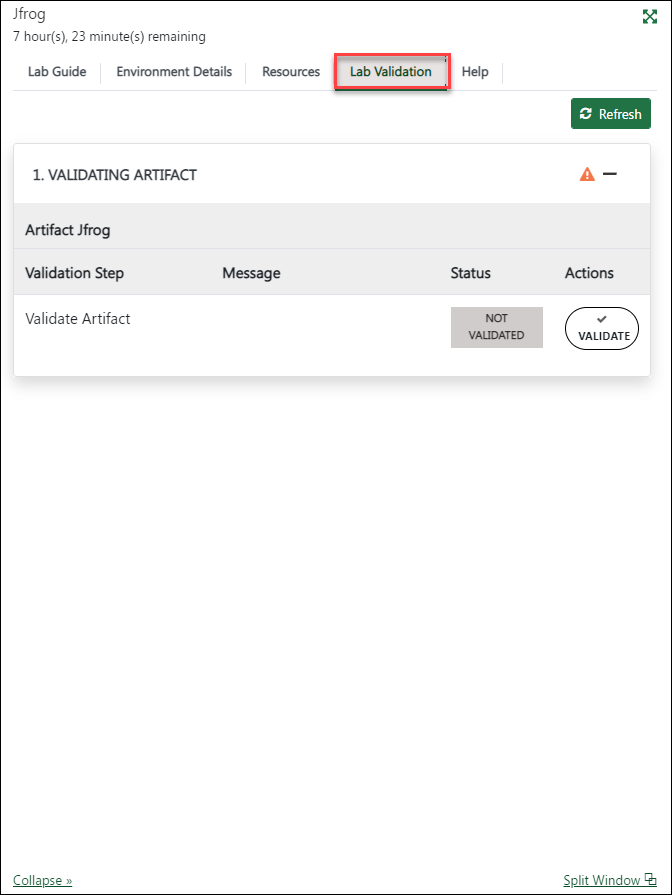 Jfrog
7 hour(s), 23 minute(s) remaining
Lab Guide Environment Details Resources Lab Validation Help
Refresh
1. VALIDATING ARTIFACT
Artifact Jfrog
Validation Step Message Status Actions
Validate Artifact
NOT
VALIDATED
VALIDATE
Collapse » Split Window